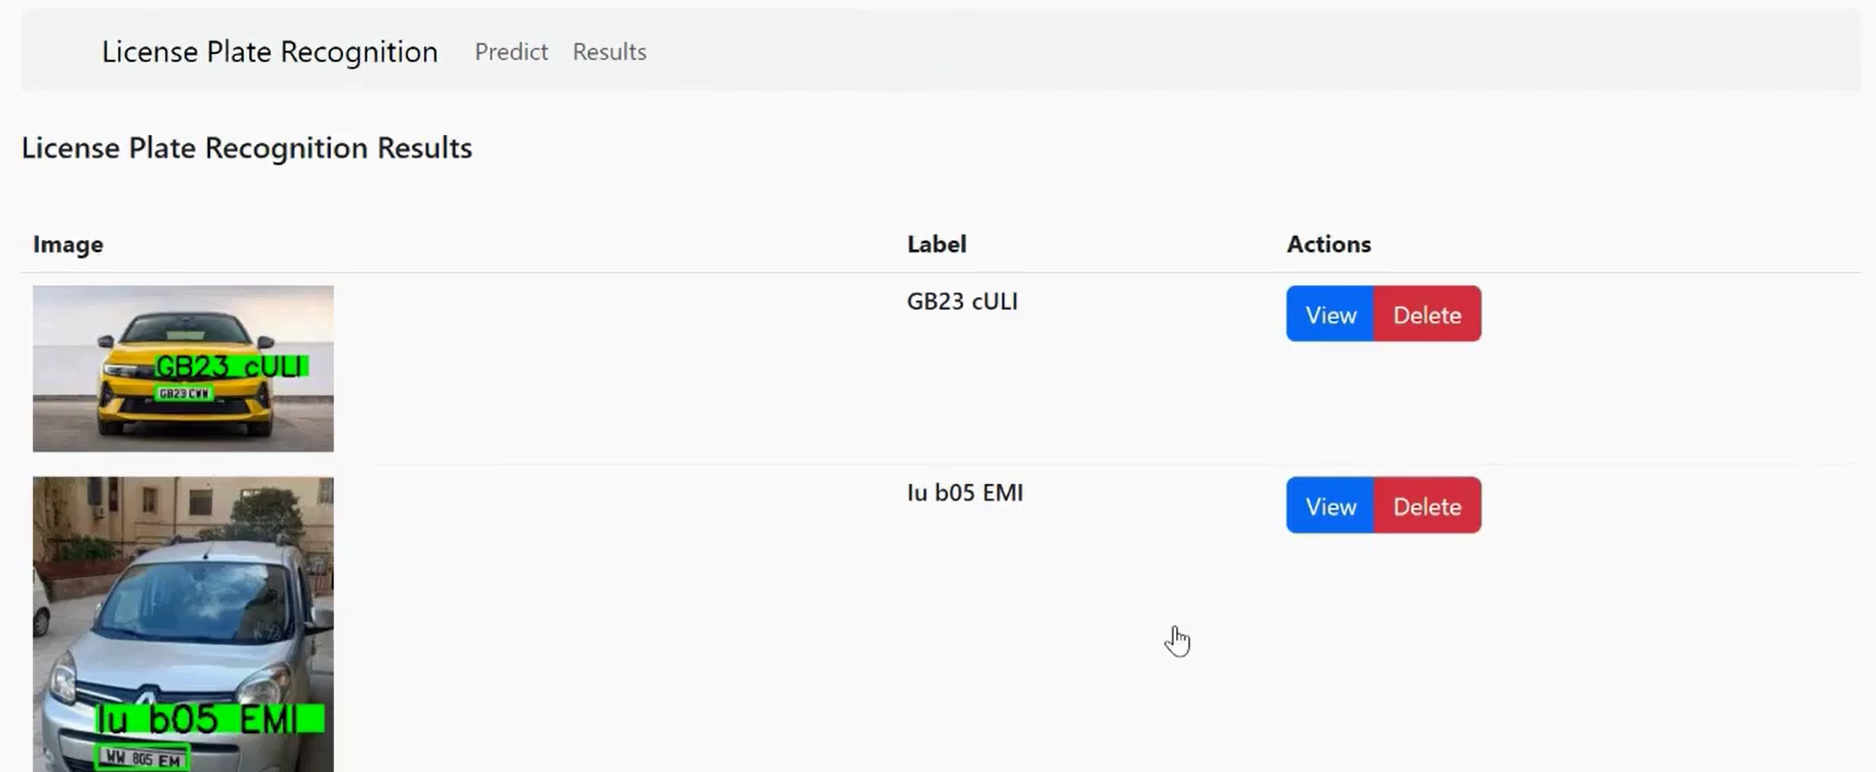 License Plate Recognition Predict Results
License Plate Recognition Results
Image Label Actions
GB23 cULI View Delete
GB23 cULI
GB23 CWW
lu b05 EMI View Delete
lu b05 EMI
WW 805 EM